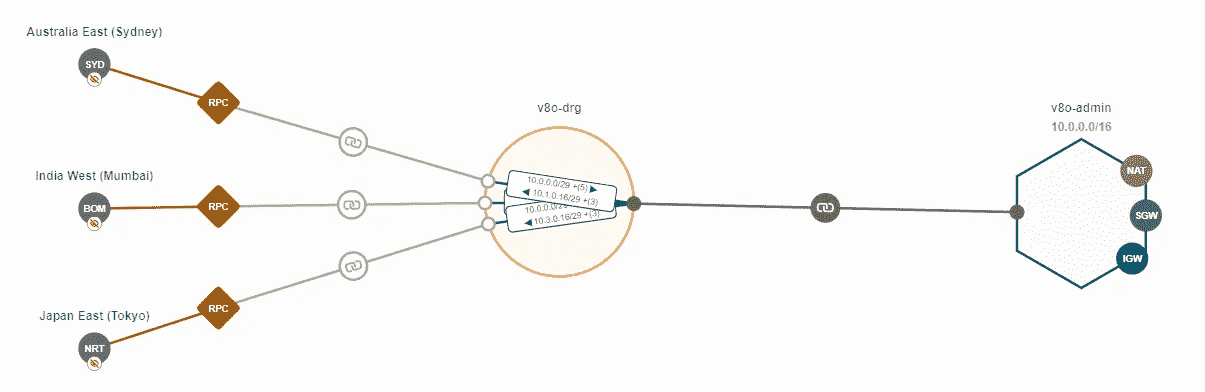 Australia East (Sydney)
SYD
RPC
India West (Mumbai)
BOM
RPC
Japan East (Tokyo)
NRT
RPC
v8o-drg
10.0.0.0/29 +(5) ▶
◀ 10.1.0.16/29 +(3)
10.0.0.0/29
◀ 10.3.0.16/29 +(3)
v8o-admin
10.0.0.0/16
NAT
SGW
IGW